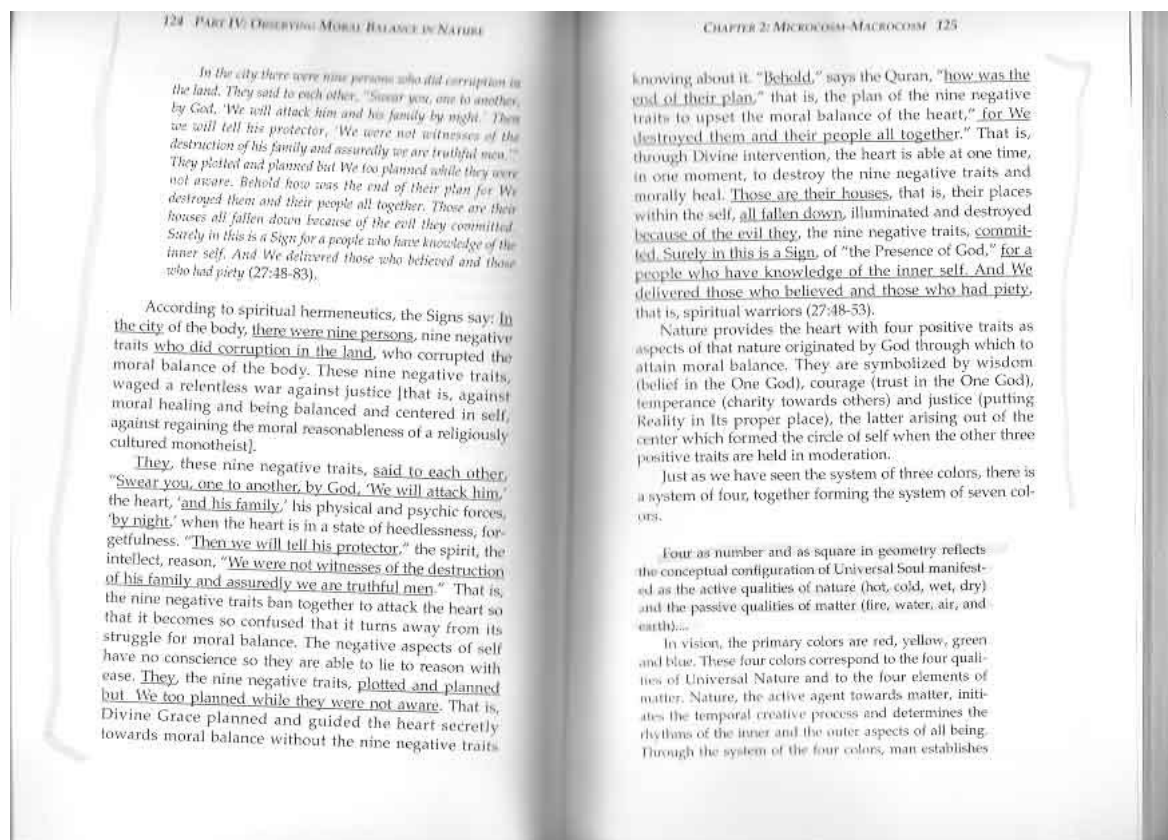 124 PART IV: OBSERVING MORAL BALANCE IN NATURE
In the city there were nine persons who did corruption in
the land. They said to each other, "Swear you, one to another,
by God, 'We will attack him and his family by night.' Then
we will tell his protector, 'We were not witnesses of the
destruction of his family and assuredly we are truthful men.'"
They plotted and planned but We too planned while they were
not aware. Behold how was the end of their plan for We
destroyed them and their people all together. Those are their
houses all fallen down because of the evil they committed.
Surely in this is a Sign for a people who have knowledge of the
inner self. And We delivered those who believed and those
who had piety (27:48-83).
According to spiritual hermeneutics, the Signs say: In
the city of the body, there were nine persons, nine negative
traits who did corruption in the land, who corrupted the
moral balance of the body. These nine negative traits,
waged a relentless war against justice [that is, against
moral healing and being balanced and centered in self,
against regaining the moral reasonableness of a religiously
cultured monotheist].
They, these nine negative traits, said to each other,
"Swear you, one to another, by God, 'We will attack him,'
the heart, 'and his family,' his physical and psychic forces,
'by night,' when the heart is in a state of heedlessness, for-
getfulness. "Then we will tell his protector," the spirit, the
intellect, reason, "We were not witnesses of the destruction
of his family and assuredly we are truthful men." That is,
the nine negative traits ban together to attack the heart so
that it becomes so confused that it turns away from its
struggle for moral balance. The negative aspects of self
have no conscience so they are able to lie to reason with
ease. They, the nine negative traits, plotted and planned
but We too planned while they were not aware. That is,
Divine Grace planned and guided the heart secretly
towards moral balance without the nine negative traits
CHAPTER 2: MICROCOSM-MACROCOSM 125
knowing about it. "Behold," says the Quran, "how was the
end of their plan," that is, the plan of the nine negative
traits to upset the moral balance of the heart," for We
destroyed them and their people all together." That is,
through Divine intervention, the heart is able at one time,
in one moment, to destroy the nine negative traits and
morally heal. Those are their houses, that is, their places
within the self, all fallen down, illuminated and destroyed
because of the evil they, the nine negative traits, commit-
ted. Surely in this is a Sign, of "the Presence of God," for a
people who have knowledge of the inner self. And We
delivered those who believed and those who had piety,
that is, spiritual warriors (27:48-53).
Nature provides the heart with four positive traits as
aspects of that nature originated by God through which to
attain moral balance. They are symbolized by wisdom
(belief in the One God), courage (trust in the One God),
temperance (charity towards others) and justice (putting
Reality in Its proper place), the latter arising out of the
center which formed the circle of self when the other three
positive traits are held in moderation.
Just as we have seen the system of three colors, there is
a system of four, together forming the system of seven col-
ors.
Four as number and as square in geometry reflects
the conceptual configuration of Universal Soul manifest-
ed as the active qualities of nature (hot, cold, wet, dry)
and the passive qualities of matter (fire, water, air, and
earth)....
In vision, the primary colors are red, yellow, green
and blue. These four colors correspond to the four quali-
ties of Universal Nature and to the four elements of
matter. Nature, the active agent towards matter, initi-
ates the temporal creative process and determines the
rhythms of the inner and the outer aspects of all being.
Through the system of the four colors, man establishes